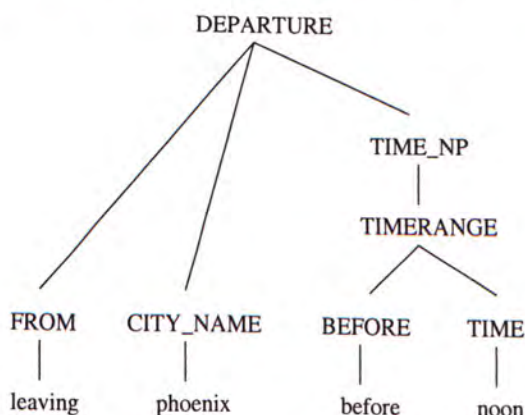 DEPARTURE
TIME_NP
TIMERANGE
FROM CITY_NAME BEFORE TIME
leaving phoenix before noon